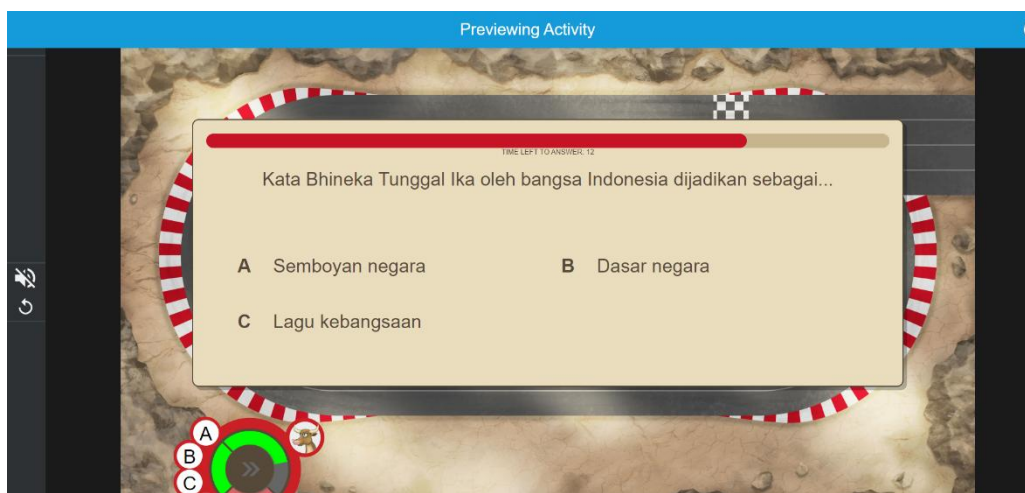 Previewing Activity
TIME LEFT TO ANSWER: 12
Kata Bhineka Tunggal Ika oleh bangsa Indonesia dijadikan sebagai...
A Semboyan negara
B Dasar negara
C Lagu kebangsaan
A
B
C